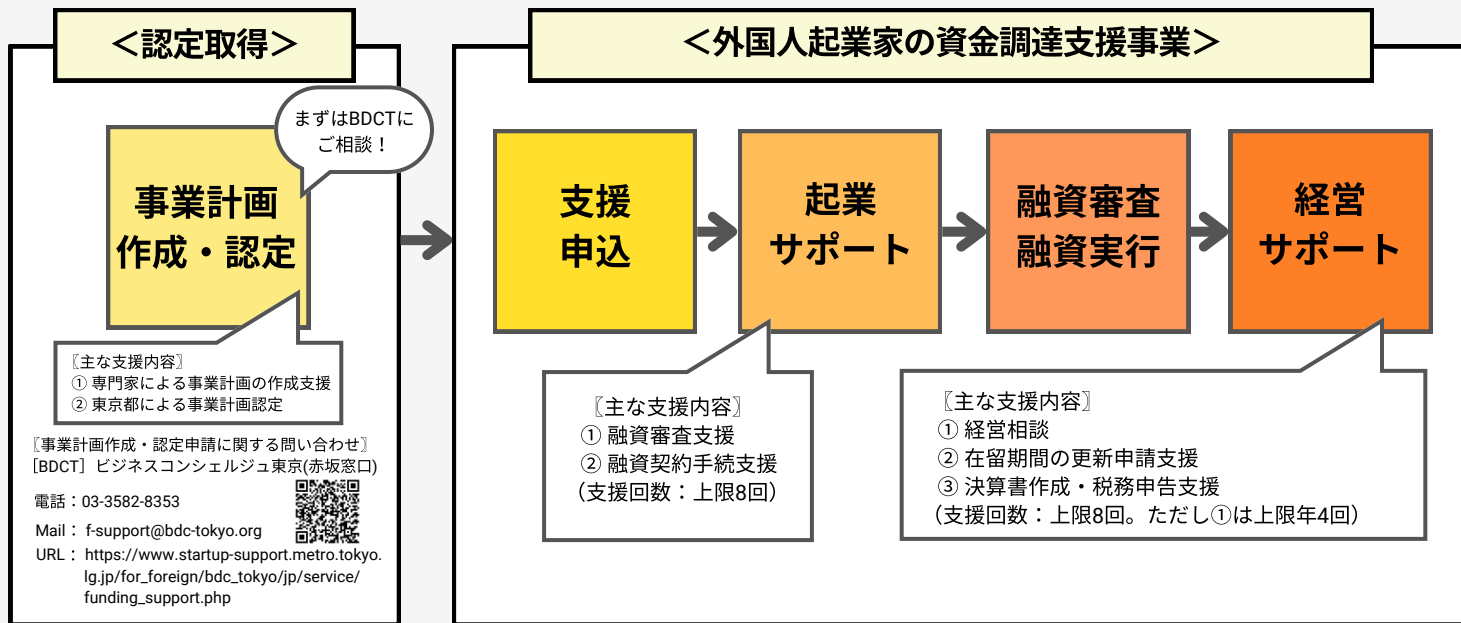 ＜認定取得＞
まずはBDCTに
ご相談！
事業計画
作成・認定
〖主な支援内容〗
① 専門家による事業計画の作成支援
② 東京都による事業計画認定
〖事業計画作成・認定申請に関する問い合わせ〗
［BDCT］ビジネスコンシェルジュ東京(赤坂窓口)
電話：03-3582-8353
Mail： f-support@bdc-tokyo.org
URL： https://www.startup-support.metro.tokyo.
lg.jp/for_foreign/bdc_tokyo/jp/service/
funding_support.php
＜外国人起業家の資金調達支援事業＞
支援
申込
起業
サポート
融資審査
融資実行
経営
サポート
〖主な支援内容〗
① 融資審査支援
② 融資契約手続支援
（支援回数：上限8回）
〖主な支援内容〗
① 経営相談
② 在留期間の更新申請支援
③ 決算書作成・税務申告支援
（支援回数：上限8回。ただし①は上限年4回）